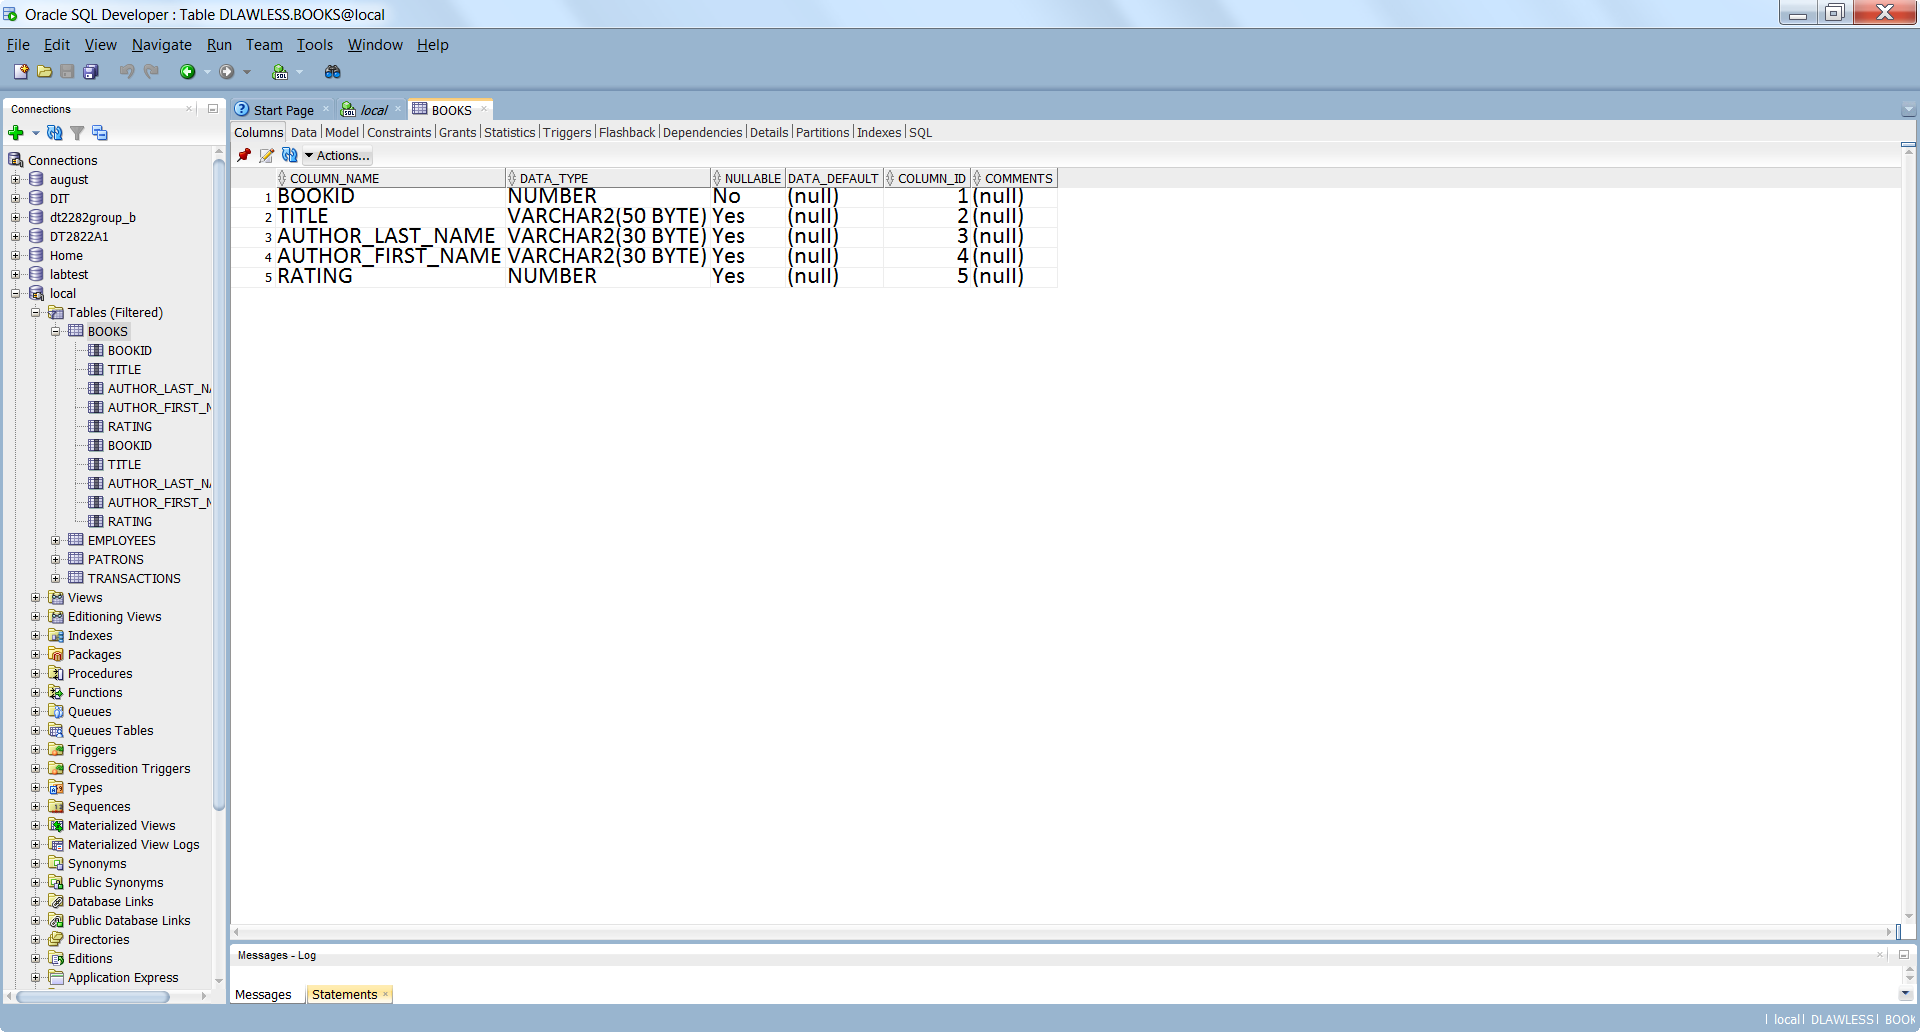 Oracle SQL Developer : Table DLAWLESS.BOOKS@local
File Edit View Navigate Run Team Tools Window Help
Connections
Start Page local BOOKS
Columns Data Model Constraints Grants Statistics Triggers Flashback Dependencies Details Partitions Indexes SQL
Actions...
Connections
august
DIT
dt2282group_b
DT2822A1
Home
labtest
local
Tables (Filtered)
BOOKS
BOOKID
TITLE
AUTHOR_LAST_NA
AUTHOR_FIRST_N
RATING
BOOKID
TITLE
AUTHOR_LAST_NA
AUTHOR_FIRST_N
RATING
EMPLOYEES
PATRONS
TRANSACTIONS
Views
Editioning Views
Indexes
Packages
Procedures
Functions
Queues
Queues Tables
Triggers
Crossedition Triggers
Types
Sequences
Materialized Views
Materialized View Logs
Synonyms
Public Synonyms
Database Links
Public Database Links
Directories
Editions
Application Express
COLUMN_NAME DATA_TYPE NULLABLE DATA_DEFAULT COLUMN_ID COMMENTS
1 BOOKID NUMBER No (null) 1 (null)
2 TITLE VARCHAR2(50 BYTE) Yes (null) 2 (null)
3 AUTHOR_LAST_NAME VARCHAR2(30 BYTE) Yes (null) 3 (null)
4 AUTHOR_FIRST_NAME VARCHAR2(30 BYTE) Yes (null) 4 (null)
5 RATING NUMBER Yes (null) 5 (null)
Messages - Log
Messages Statements
| local| DLAWLESS| BOOK